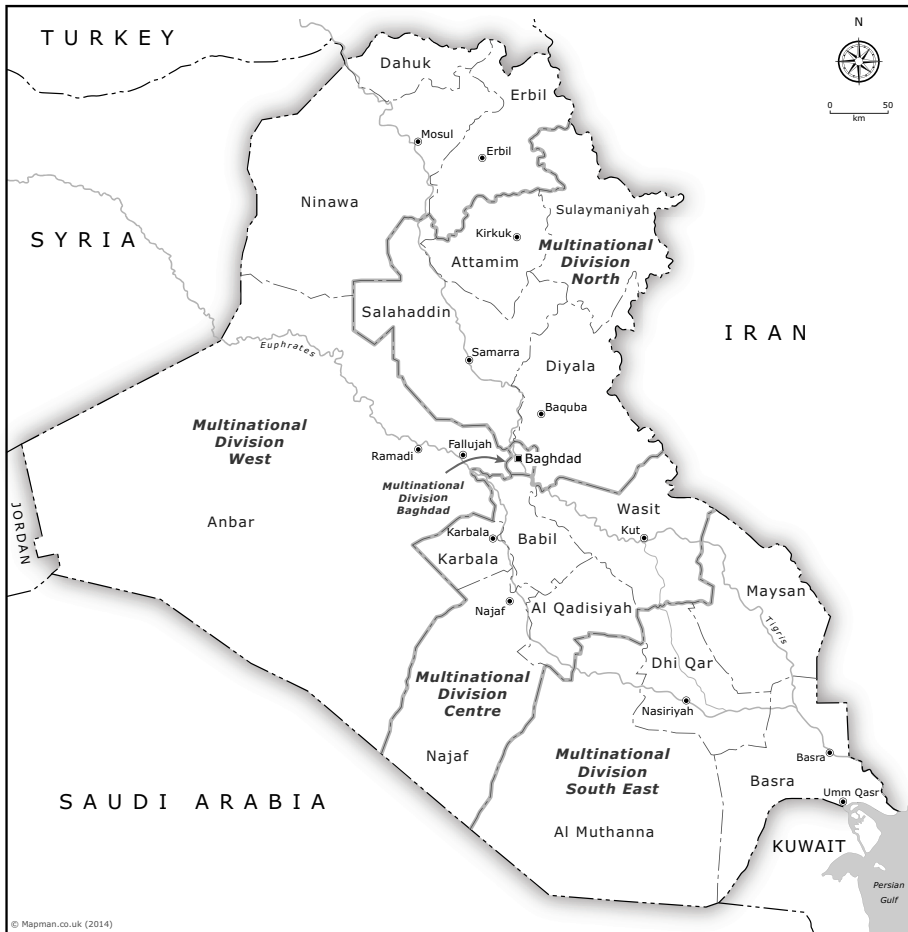 TURKEY
N
0 50
km
Dahuk
Erbil
Mosul
Erbil
Ninawa
Sulaymaniyah
SYRIA
Kirkuk
Multinational
Division
North
Attamim
Salahaddin
IRAN
Euphrates
Samarra
Diyala
Baquba
Multinational
Division
West
Ramadi
Fallujah
Baghdad
Multinational
Division
Baghdad
JORDAN
Anbar
Wasit
Karbala
Babil
Kut
Karbala
Maysan
Najaf
Al Qadisiyah
Tigris
Dhi Qar
Multinational
Division
Centre
Nasiriyah
Najaf
Multinational
Division
South East
Basra
Basra
Umm Qasr
SAUDI ARABIA
Al Muthanna
KUWAIT
Persian
Gulf
© Mapman.co.uk (2014)